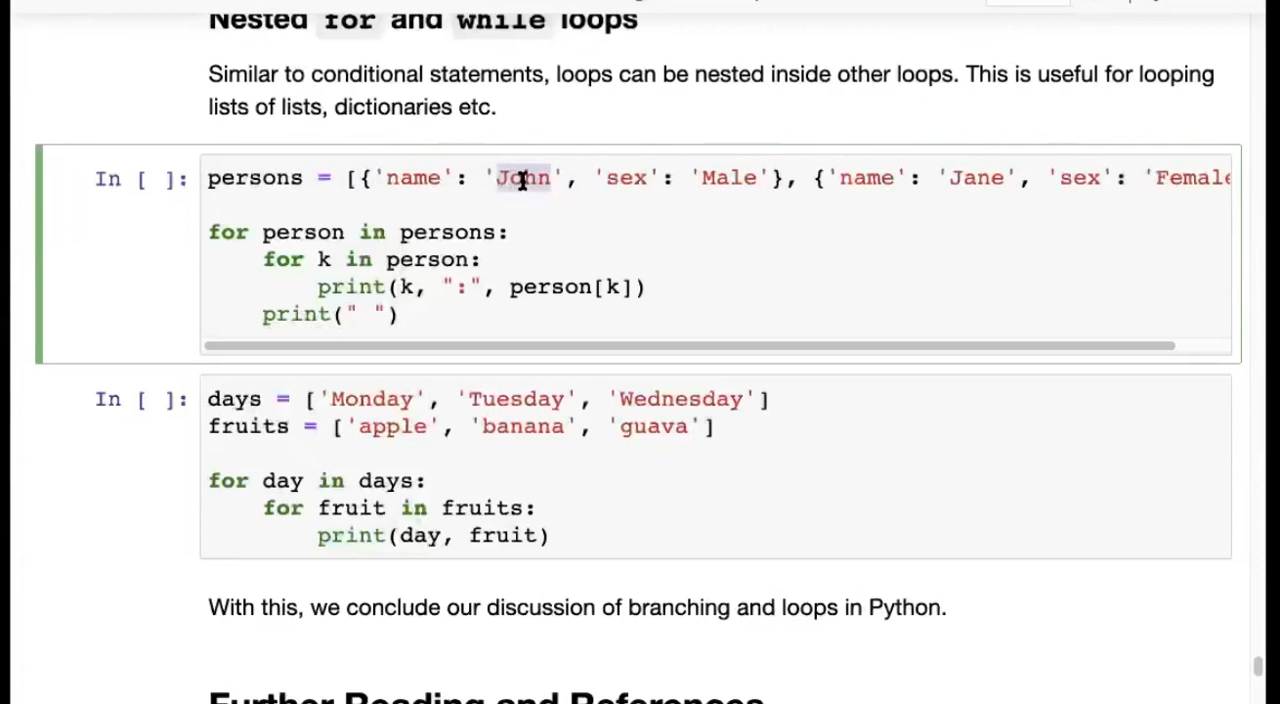 Nested for and while loops
Similar to conditional statements, loops can be nested inside other loops. This is useful for looping
lists of lists, dictionaries etc.
In [ ]: persons = [{'name': 'John', 'sex': 'Male'}, {'name': 'Jane', 'sex': 'Female
for person in persons:
    for k in person:
        print(k, ":", person[k])
    print(" ")
In [ ]: days = ['Monday', 'Tuesday', 'Wednesday']
fruits = ['apple', 'banana', 'guava']
for day in days:
    for fruit in fruits:
        print(day, fruit)
With this, we conclude our discussion of branching and loops in Python.
Further Reading and References